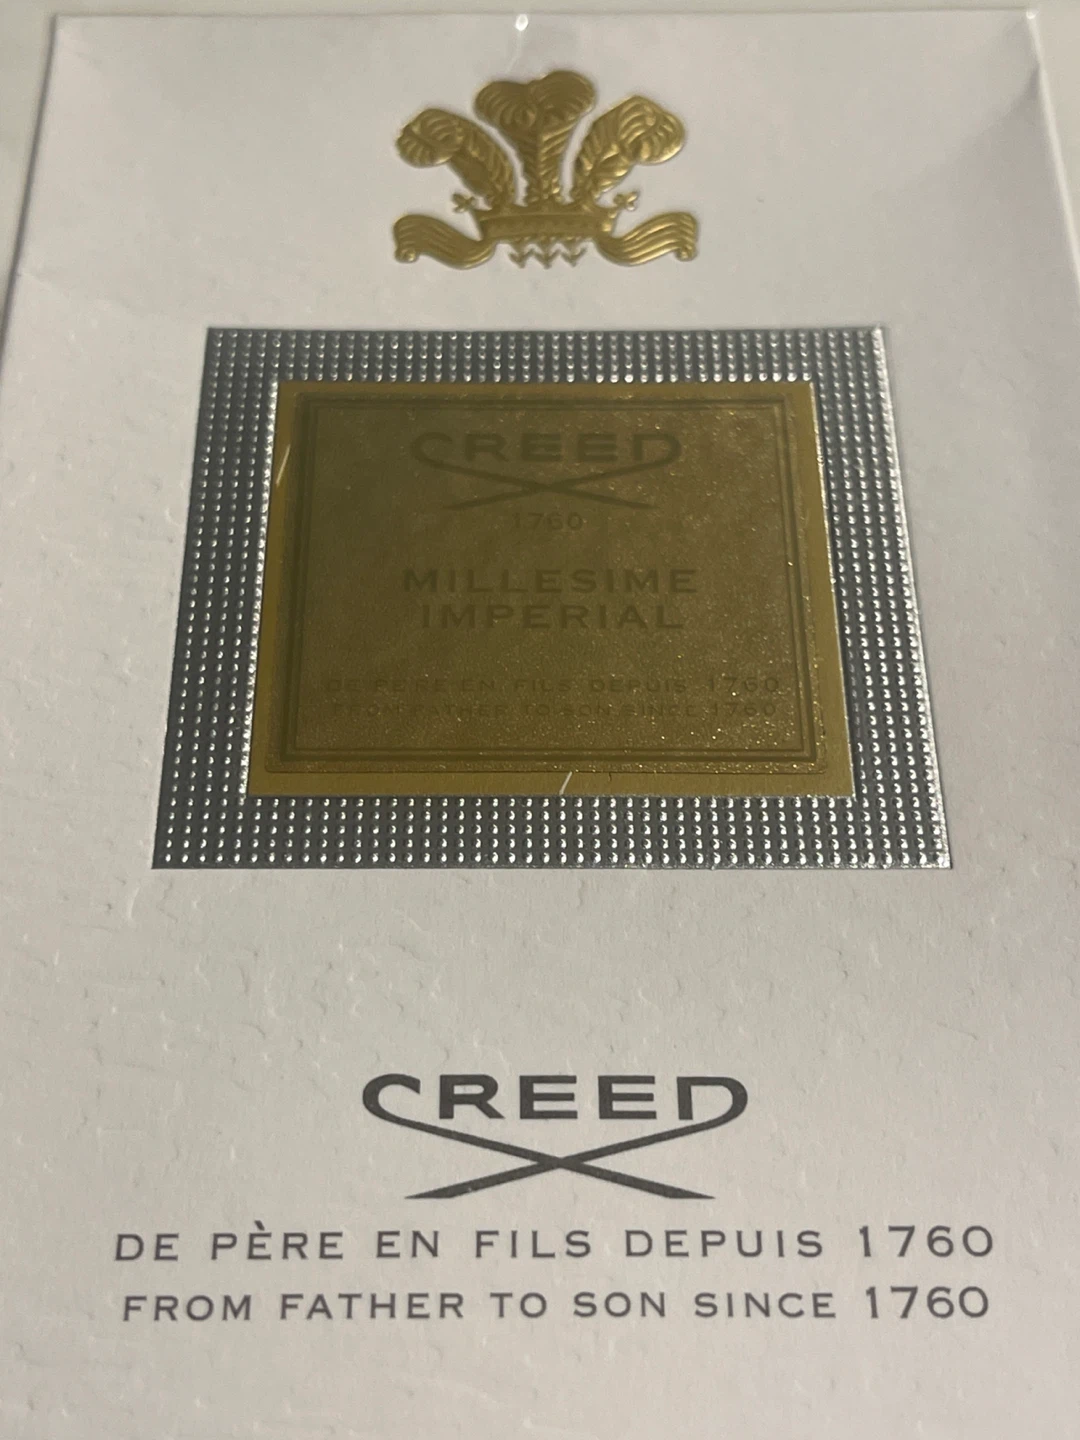 CREED
1760
MILLESIME
IMPERIAL
DE PERE EN FILS DEPUIS 1760
FROM FATHER TO SON SINCE 1760
CREED
DE PÈRE EN FILS DEPUIS 1760
FROM FATHER TO SON SINCE 1760